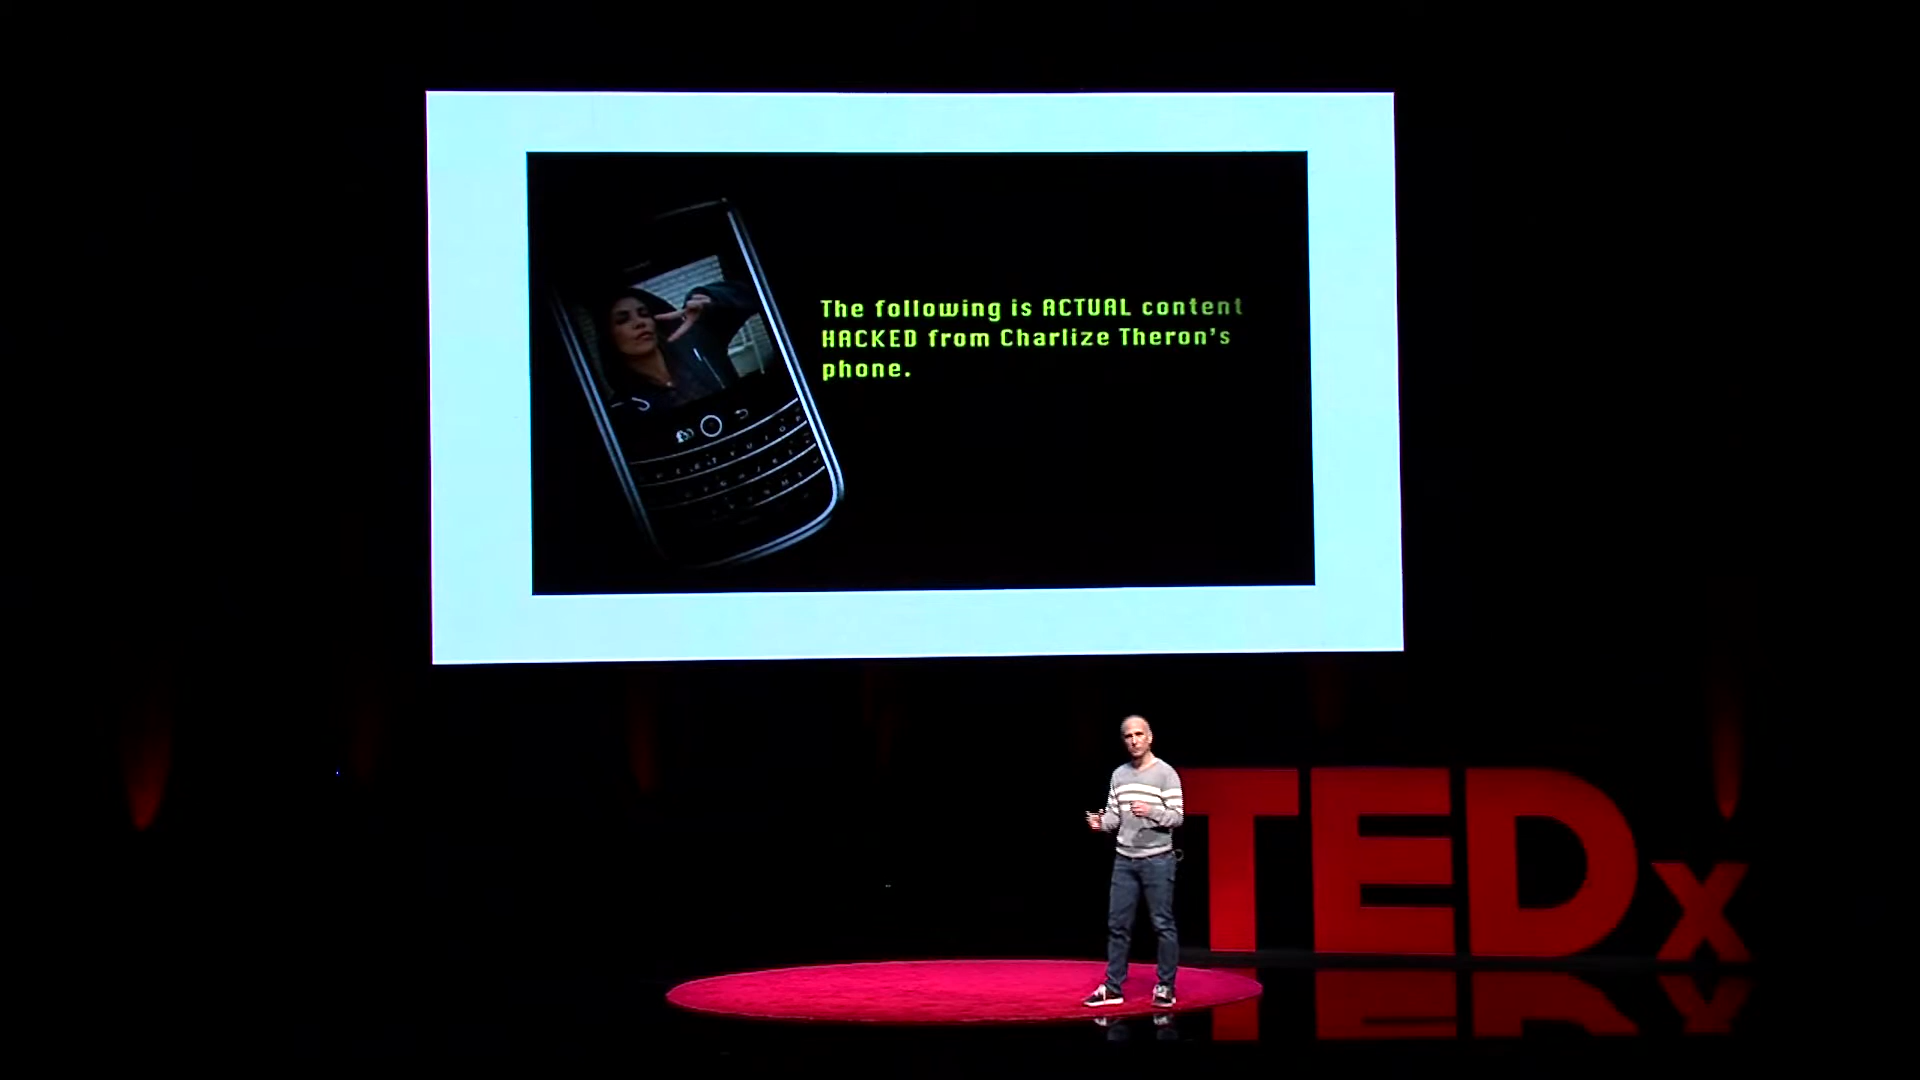 The following is ACTUAL content
HACKED from Charlize Theron's
phone.
TEDx